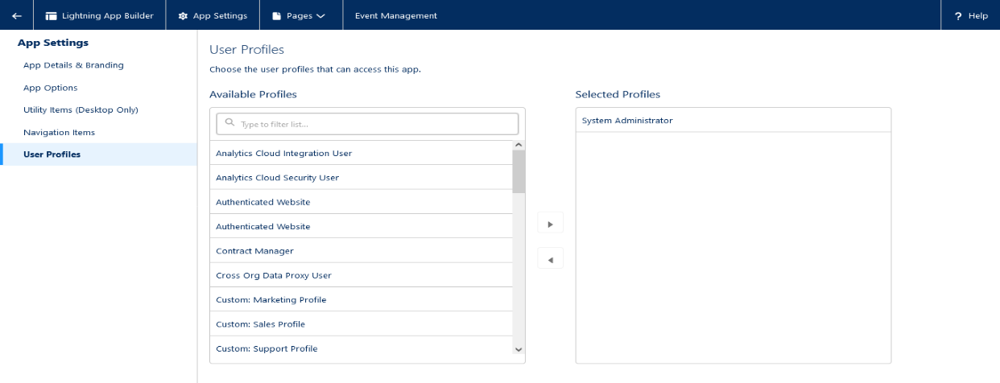 Lightning App Builder
App Settings
Pages
Event Management
? Help
App Settings
App Details & Branding
App Options
Utility Items (Desktop Only)
Navigation Items
User Profiles
User Profiles
Choose the user profiles that can access this app.
Available Profiles
Type to filter list...
Analytics Cloud Integration User
Analytics Cloud Security User
Authenticated Website
Authenticated Website
Contract Manager
Cross Org Data Proxy User
Custom: Marketing Profile
Custom: Sales Profile
Custom: Support Profile
Selected Profiles
System Administrator